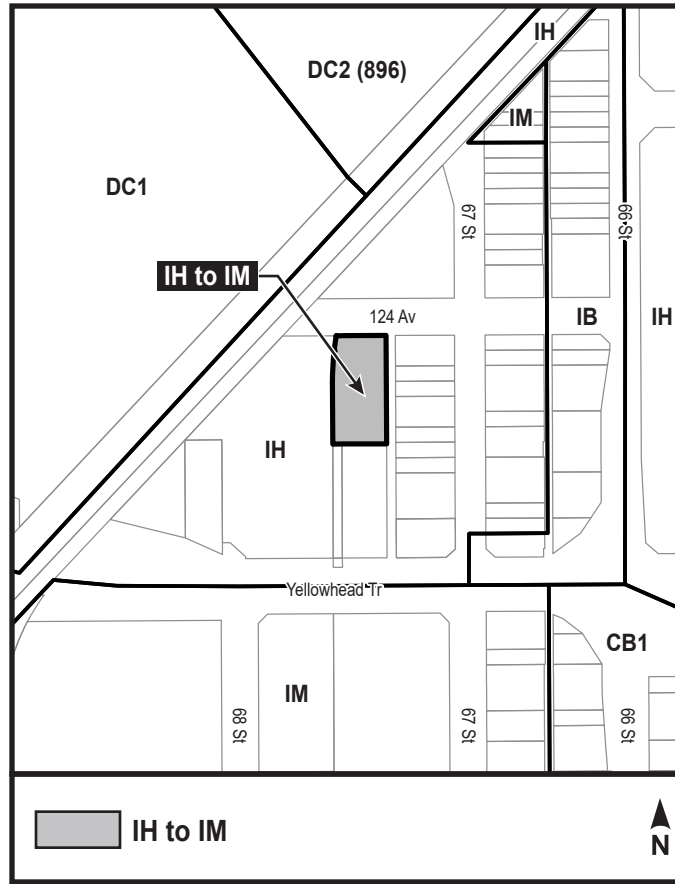 IH
DC2 (896)
IM
DC1
67 St
66 St
IH to IM
124 Av
IB
IH
IH
Yellowhead Tr
CB1
IM
68 St
67 St
66 St
IH to IM
N